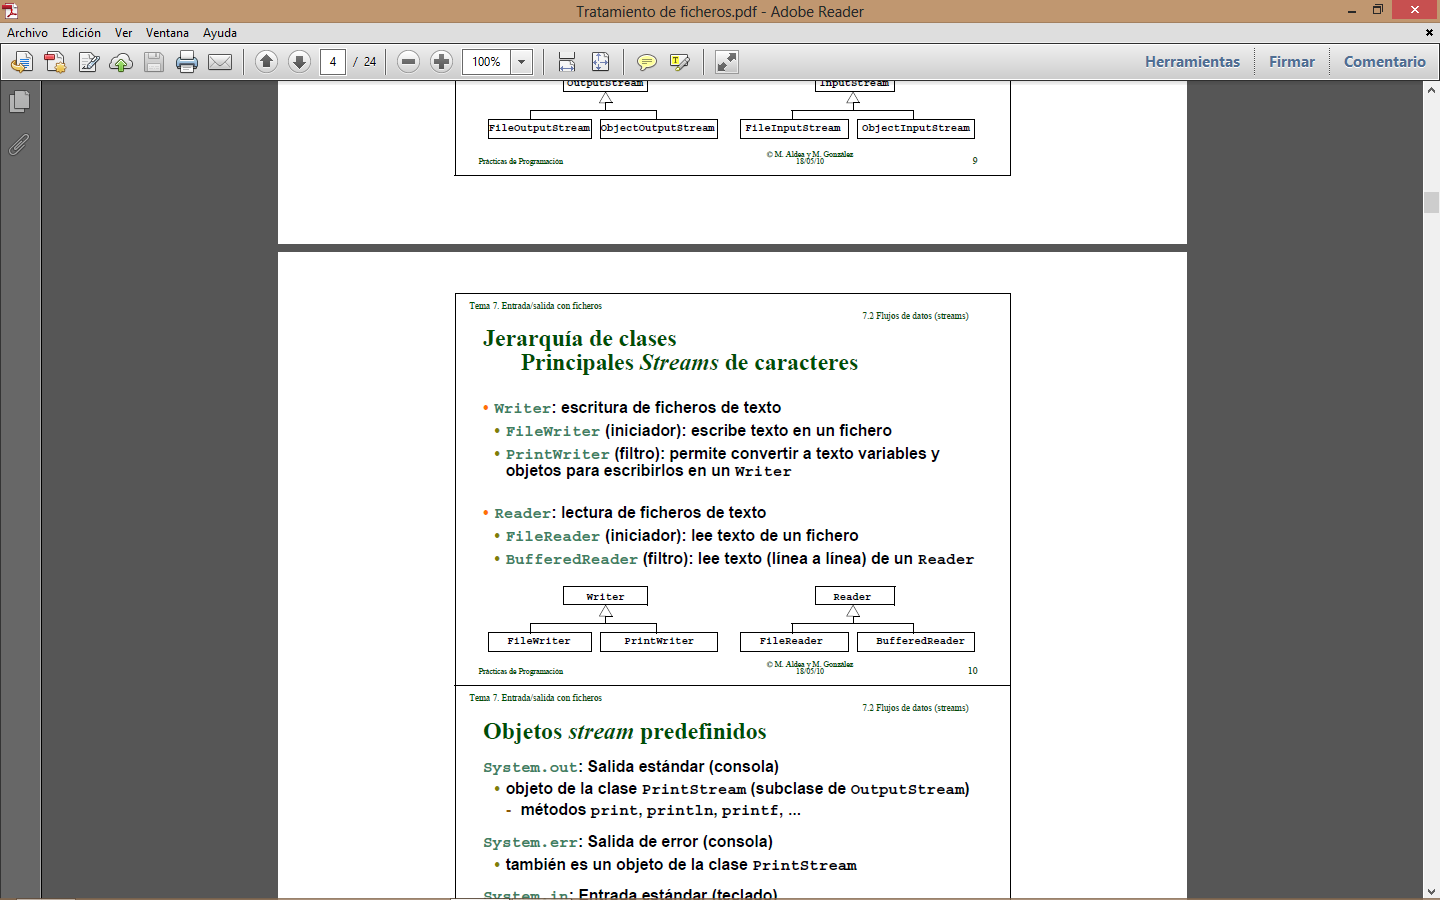 Tratamiento de ficheros.pdf - Adobe Reader
Archivo Edición Ver Ventana Ayuda
4 / 24 100% Herramientas Firmar Comentario
OutputStream InputStream
FileOutputStream ObjectOutputStream FileInputStream ObjectInputStream
Prácticas de Programación © M. Aldea y M. González 9
18/05/10
Tema 7. Entrada/salida con ficheros
7.2 Flujos de datos (streams)
Jerarquía de clases
Principales Streams de caracteres
• Writer: escritura de ficheros de texto
• FileWriter (iniciador): escribe texto en un fichero
• PrintWriter (filtro): permite convertir a texto variables y
objetos para escribirlos en un Writer
• Reader: lectura de ficheros de texto
• FileReader (iniciador): lee texto de un fichero
• BufferedReader (filtro): lee texto (línea a línea) de un Reader
Writer Reader
FileWriter PrintWriter FileReader BufferedReader
Prácticas de Programación © M. Aldea y M. González 10
18/05/10
Tema 7. Entrada/salida con ficheros
7.2 Flujos de datos (streams)
Objetos stream predefinidos
System.out: Salida estándar (consola)
• objeto de la clase PrintStream (subclase de OutputStream)
- métodos print, println, printf, ...
System.err: Salida de error (consola)
• también es un objeto de la clase PrintStream
System.in: Entrada estándar (teclado)